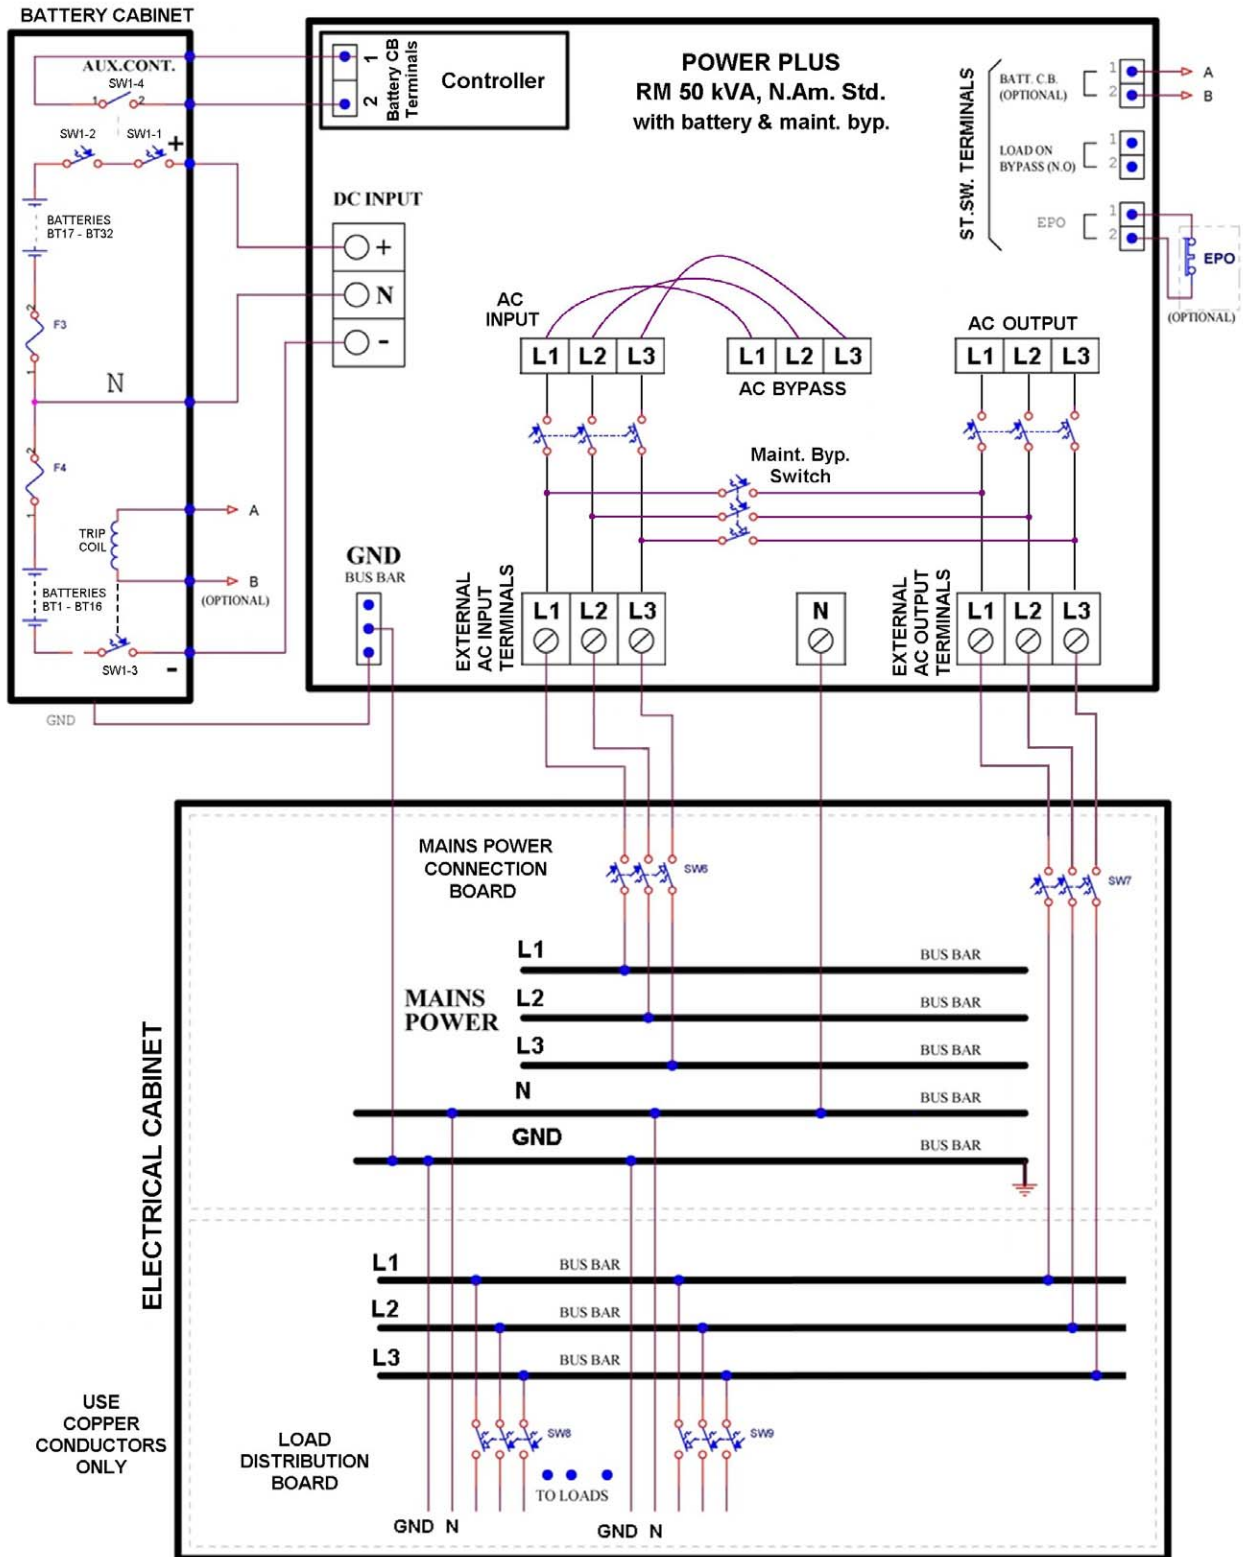 BATTERY CABINET
AUX.CONT.
SW1-4
1 2
SW1-2 SW1-1
+
BATTERIES
BT17 - BT32
2
F3
1
N
2
F4
1
A
TRIP
COIL
B
(OPTIONAL)
BATTERIES
BT1 - BT16
SW1-3
-
GND
1
2
Battery CB
Terminals
Controller
POWER PLUS
RM 50 kVA, N.Am. Std.
with battery & maint. byp.
DC INPUT
+
N
-
ST.SW. TERMINALS
BATT. C.B.
(OPTIONAL)
1
2
A
B
LOAD ON
BYPASS (N.O)
1
2
EPO
1
2
EPO
(OPTIONAL)
AC
INPUT
L1 L2 L3
L1 L2 L3
AC BYPASS
AC OUTPUT
L1 L2 L3
Maint. Byp.
Switch
GND
BUS BAR
EXTERNAL
AC INPUT
TERMINALS
L1 L2 L3
N
EXTERNAL
AC OUTPUT
TERMINALS
L1 L2 L3
MAINS POWER
CONNECTION
BOARD
SW6
SW7
L1 BUS BAR
MAINS
POWER
L2 BUS BAR
L3 BUS BAR
N BUS BAR
GND BUS BAR
ELECTRICAL CABINET
L1 BUS BAR
L2 BUS BAR
L3 BUS BAR
USE
COPPER
CONDUCTORS
ONLY
LOAD
DISTRIBUTION
BOARD
SW8
SW9
TO LOADS
GND N
GND N